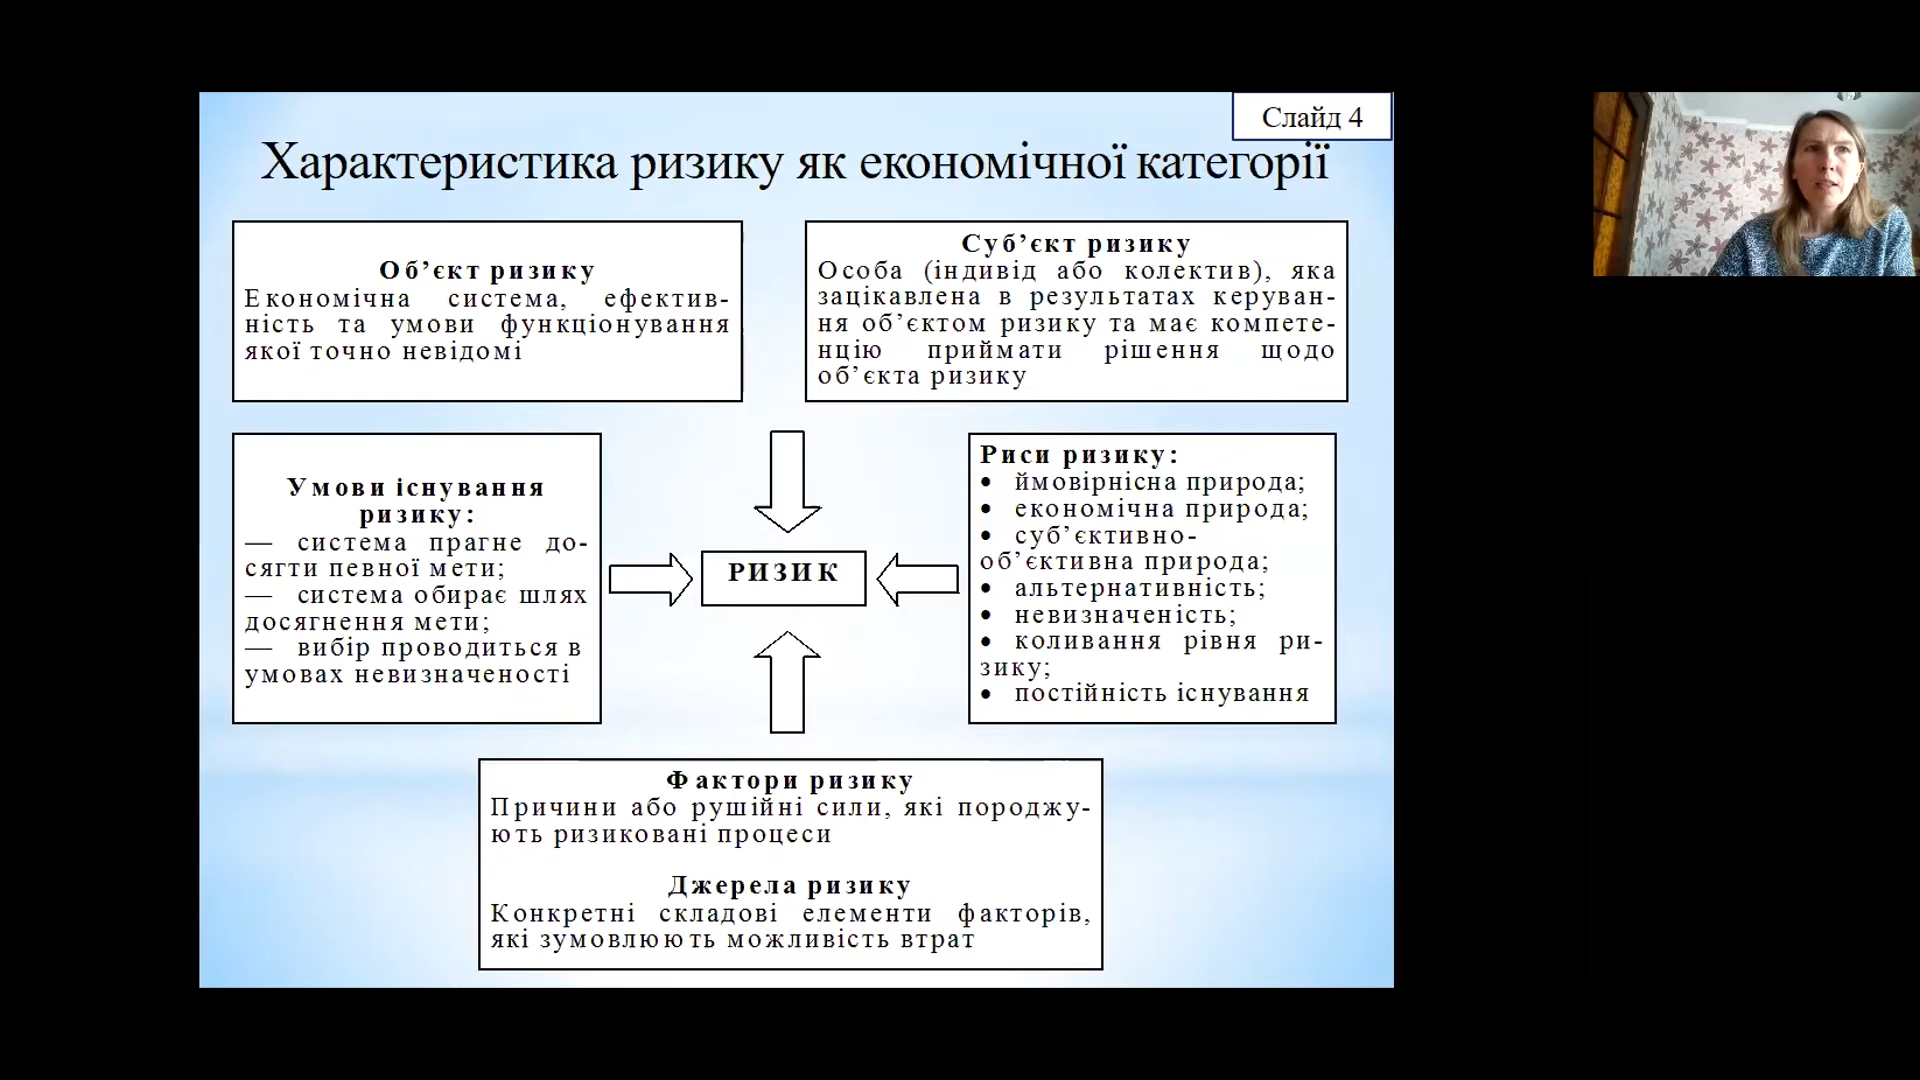 Слайд 4
Характеристика ризику як економічної категорії
Об’єкт ризику
Економічна система, ефектив-
ність та умови функціонування
якої точно невідомі
Суб’єкт ризику
Особа (індивід або колектив), яка
зацікавлена в результатах керуван-
ня об’єктом ризику та має компете-
нцію приймати рішення щодо
об’єкта ризику
Умови існування
ризику:
— система прагне до-
сягти певної мети;
— система обирає шлях
досягнення мети;
— вибір проводиться в
умовах невизначеності
РИЗИК
Риси ризику:
• ймовірнісна природа;
• економічна природа;
• суб’єктивно-
об’єктивна природа;
• альтернативність;
• невизначеність;
• коливання рівня ри-
зику;
• постійність існування
Фактори ризику
Причини або рушійні сили, які породжу-
ють ризиковані процеси
Джерела ризику
Конкретні складові елементи факторів,
які зумовлюють можливість втрат